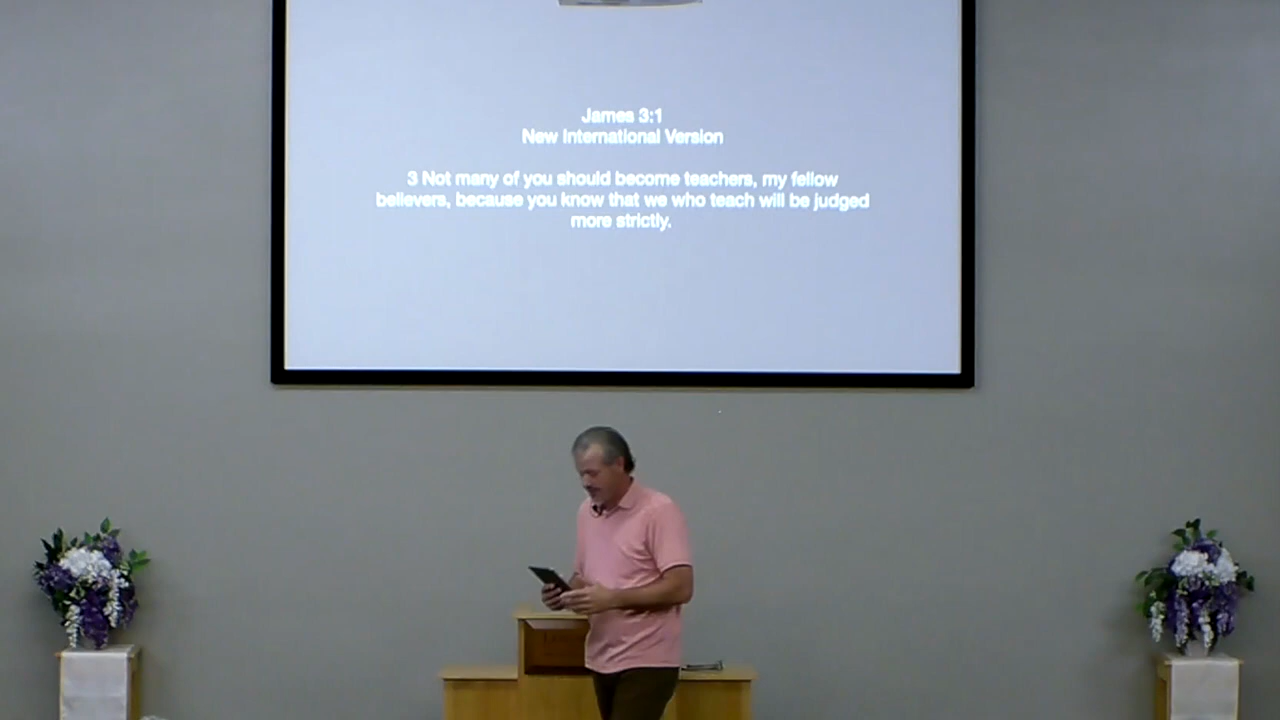 James 3:1
New International Version
3 Not many of you should become teachers, my fellow
believers, because you know that we who teach will be judged
more strictly.